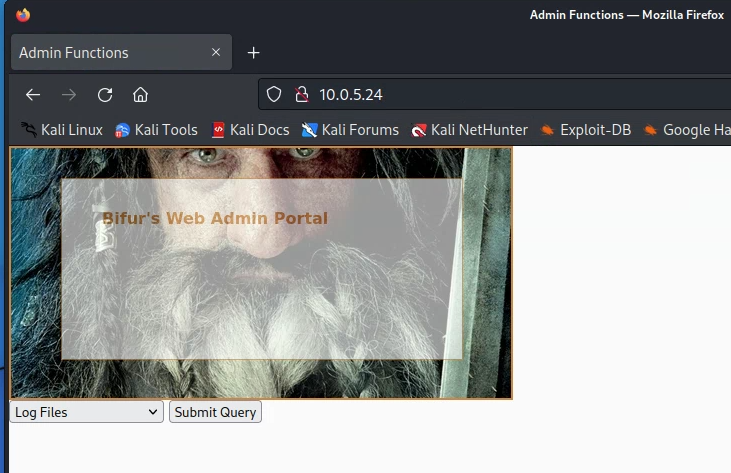 Admin Functions — Mozilla Firefox
Admin Functions
10.0.5.24
Kali Linux Kali Tools Kali Docs Kali Forums Kali NetHunter Exploit-DB Google Ha
Bifur's Web Admin Portal
Log Files Submit Query